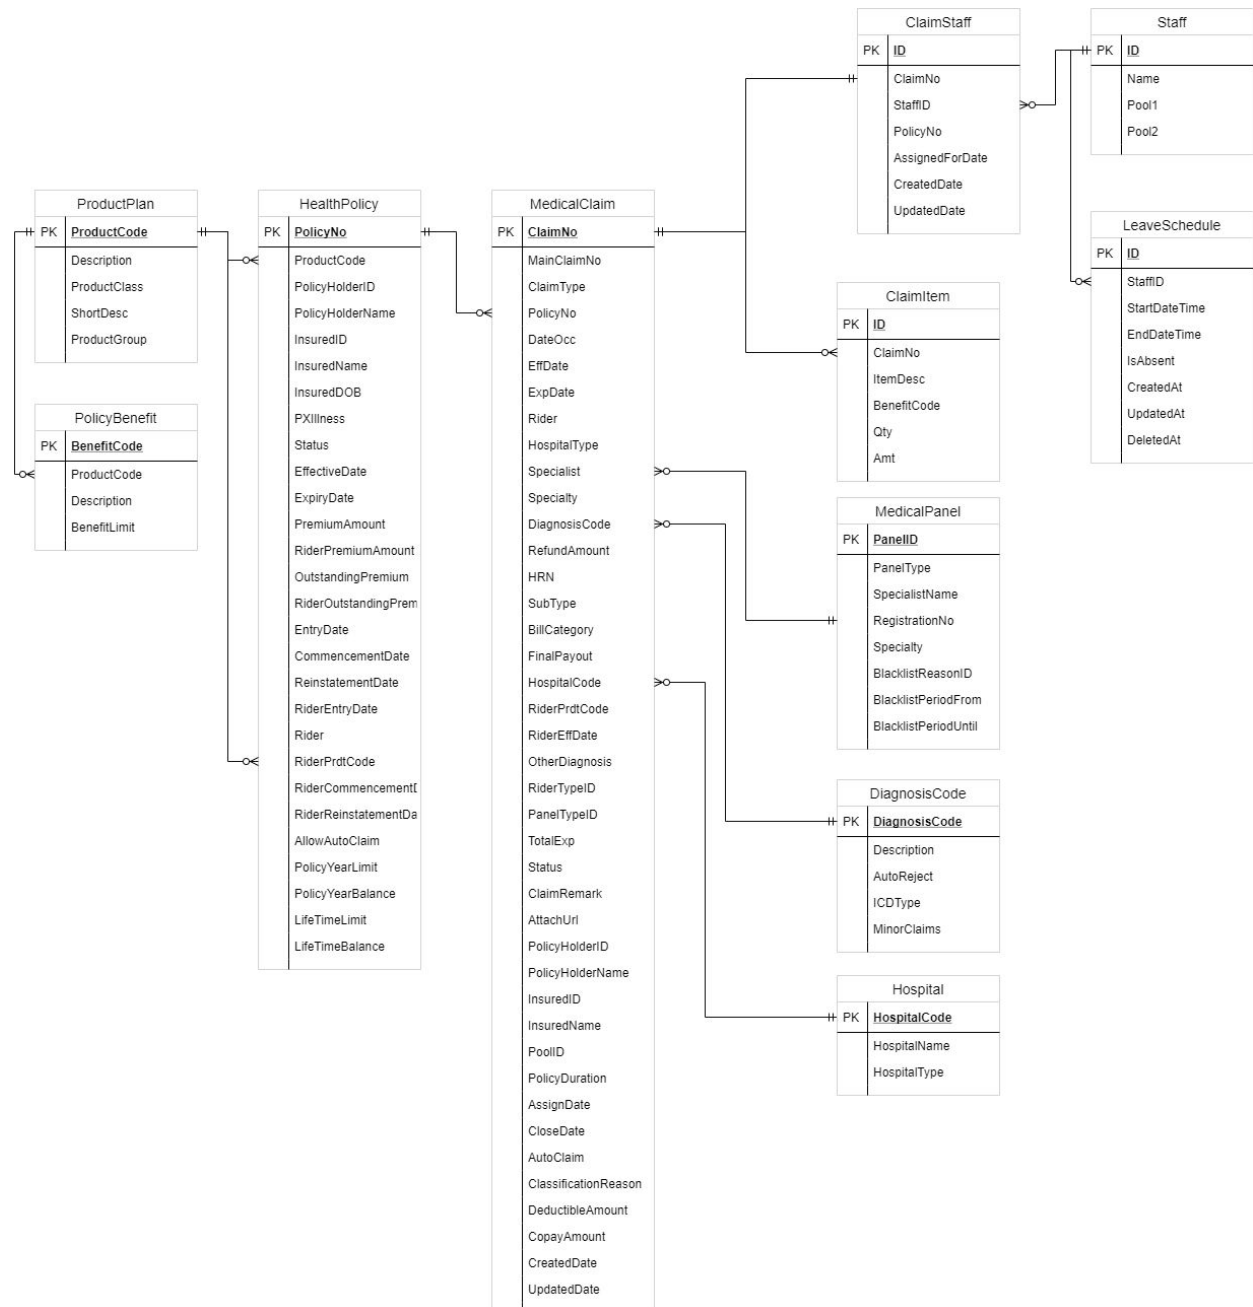 ClaimStaff
PK ID
ClaimNo
StaffID
PolicyNo
AssignedForDate
CreatedDate
UpdatedDate
Staff
PK ID
Name
Pool1
Pool2
ProductPlan
PK ProductCode
Description
ProductClass
ShortDesc
ProductGroup
HealthPolicy
PK PolicyNo
ProductCode
PolicyHolderID
PolicyHolderName
InsuredID
InsuredName
InsuredDOB
PXIllness
Status
EffectiveDate
ExpiryDate
PremiumAmount
RiderPremiumAmount
OutstandingPremium
RiderOutstandingPrem
EntryDate
CommencementDate
ReinstatementDate
RiderEntryDate
Rider
RiderPrdtCode
RiderCommencement
RiderReinstatementDa
AllowAutoClaim
PolicyYearLimit
PolicyYearBalance
LifeTimeLimit
LifeTimeBalance
MedicalClaim
PK ClaimNo
MainClaimNo
ClaimType
PolicyNo
DateOcc
EffDate
ExpDate
Rider
HospitalType
Specialist
Specialty
DiagnosisCode
RefundAmount
HRN
SubType
BillCategory
FinalPayout
HospitalCode
RiderPrdtCode
RiderEffDate
OtherDiagnosis
RiderTypeID
PanelTypeID
TotalExp
Status
ClaimRemark
AttachUrl
PolicyHolderID
PolicyHolderName
InsuredID
InsuredName
PoolID
PolicyDuration
AssignDate
CloseDate
AutoClaim
ClassificationReason
DeductibleAmount
CopayAmount
CreatedDate
UpdatedDate
LeaveSchedule
PK ID
StaffID
StartDateTime
EndDateTime
IsAbsent
CreatedAt
UpdatedAt
DeletedAt
ClaimItem
PK ID
ClaimNo
ItemDesc
BenefitCode
Qty
Amt
PolicyBenefit
PK BenefitCode
ProductCode
Description
BenefitLimit
MedicalPanel
PK PanelID
PanelType
SpecialistName
RegistrationNo
Specialty
BlacklistReasonID
BlacklistPeriodFrom
BlacklistPeriodUntil
DiagnosisCode
PK DiagnosisCode
Description
AutoReject
ICDType
MinorClaims
Hospital
PK HospitalCode
HospitalName
HospitalType